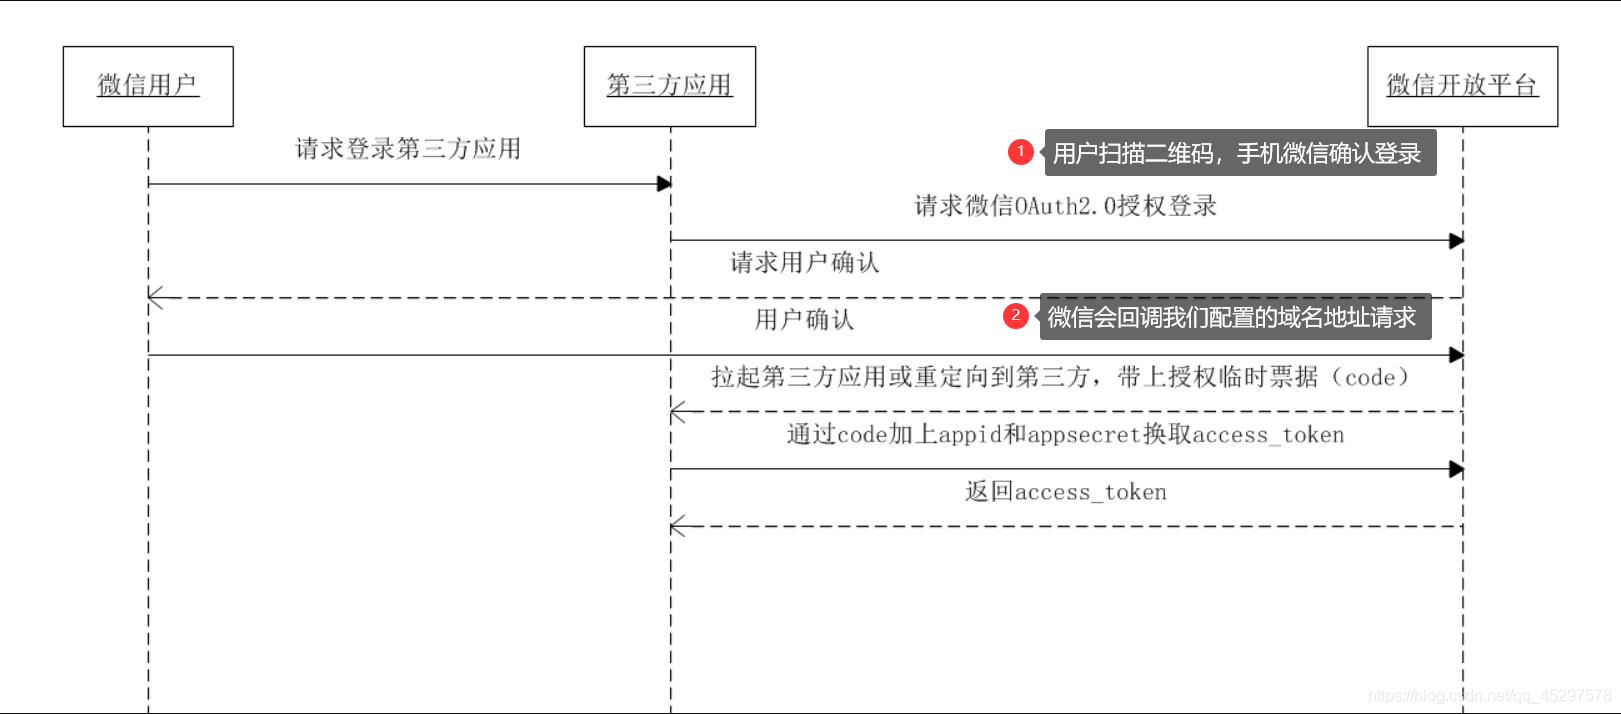 微信用户
第三方应用
微信开放平台
请求登录第三方应用
1 用户扫描二维码，手机微信确认登录
请求微信OAuth2.0授权登录
请求用户确认
2 微信会回调我们配置的域名地址请求
用户确认
拉起第三方应用或重定向到第三方，带上授权临时票据（code）
通过code加上appid和appsecret换取access_token
返回access_token
https://blog.csdn.net/qq_45297578